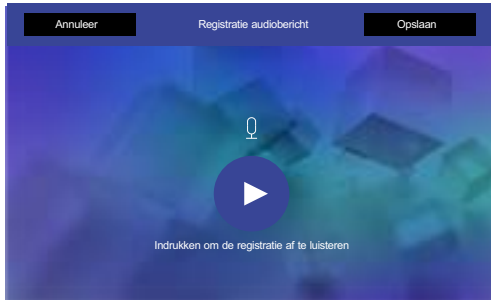 Annuleer
Registratie audiobericht
Opslaan
Indrukken om de registratie af te luisteren